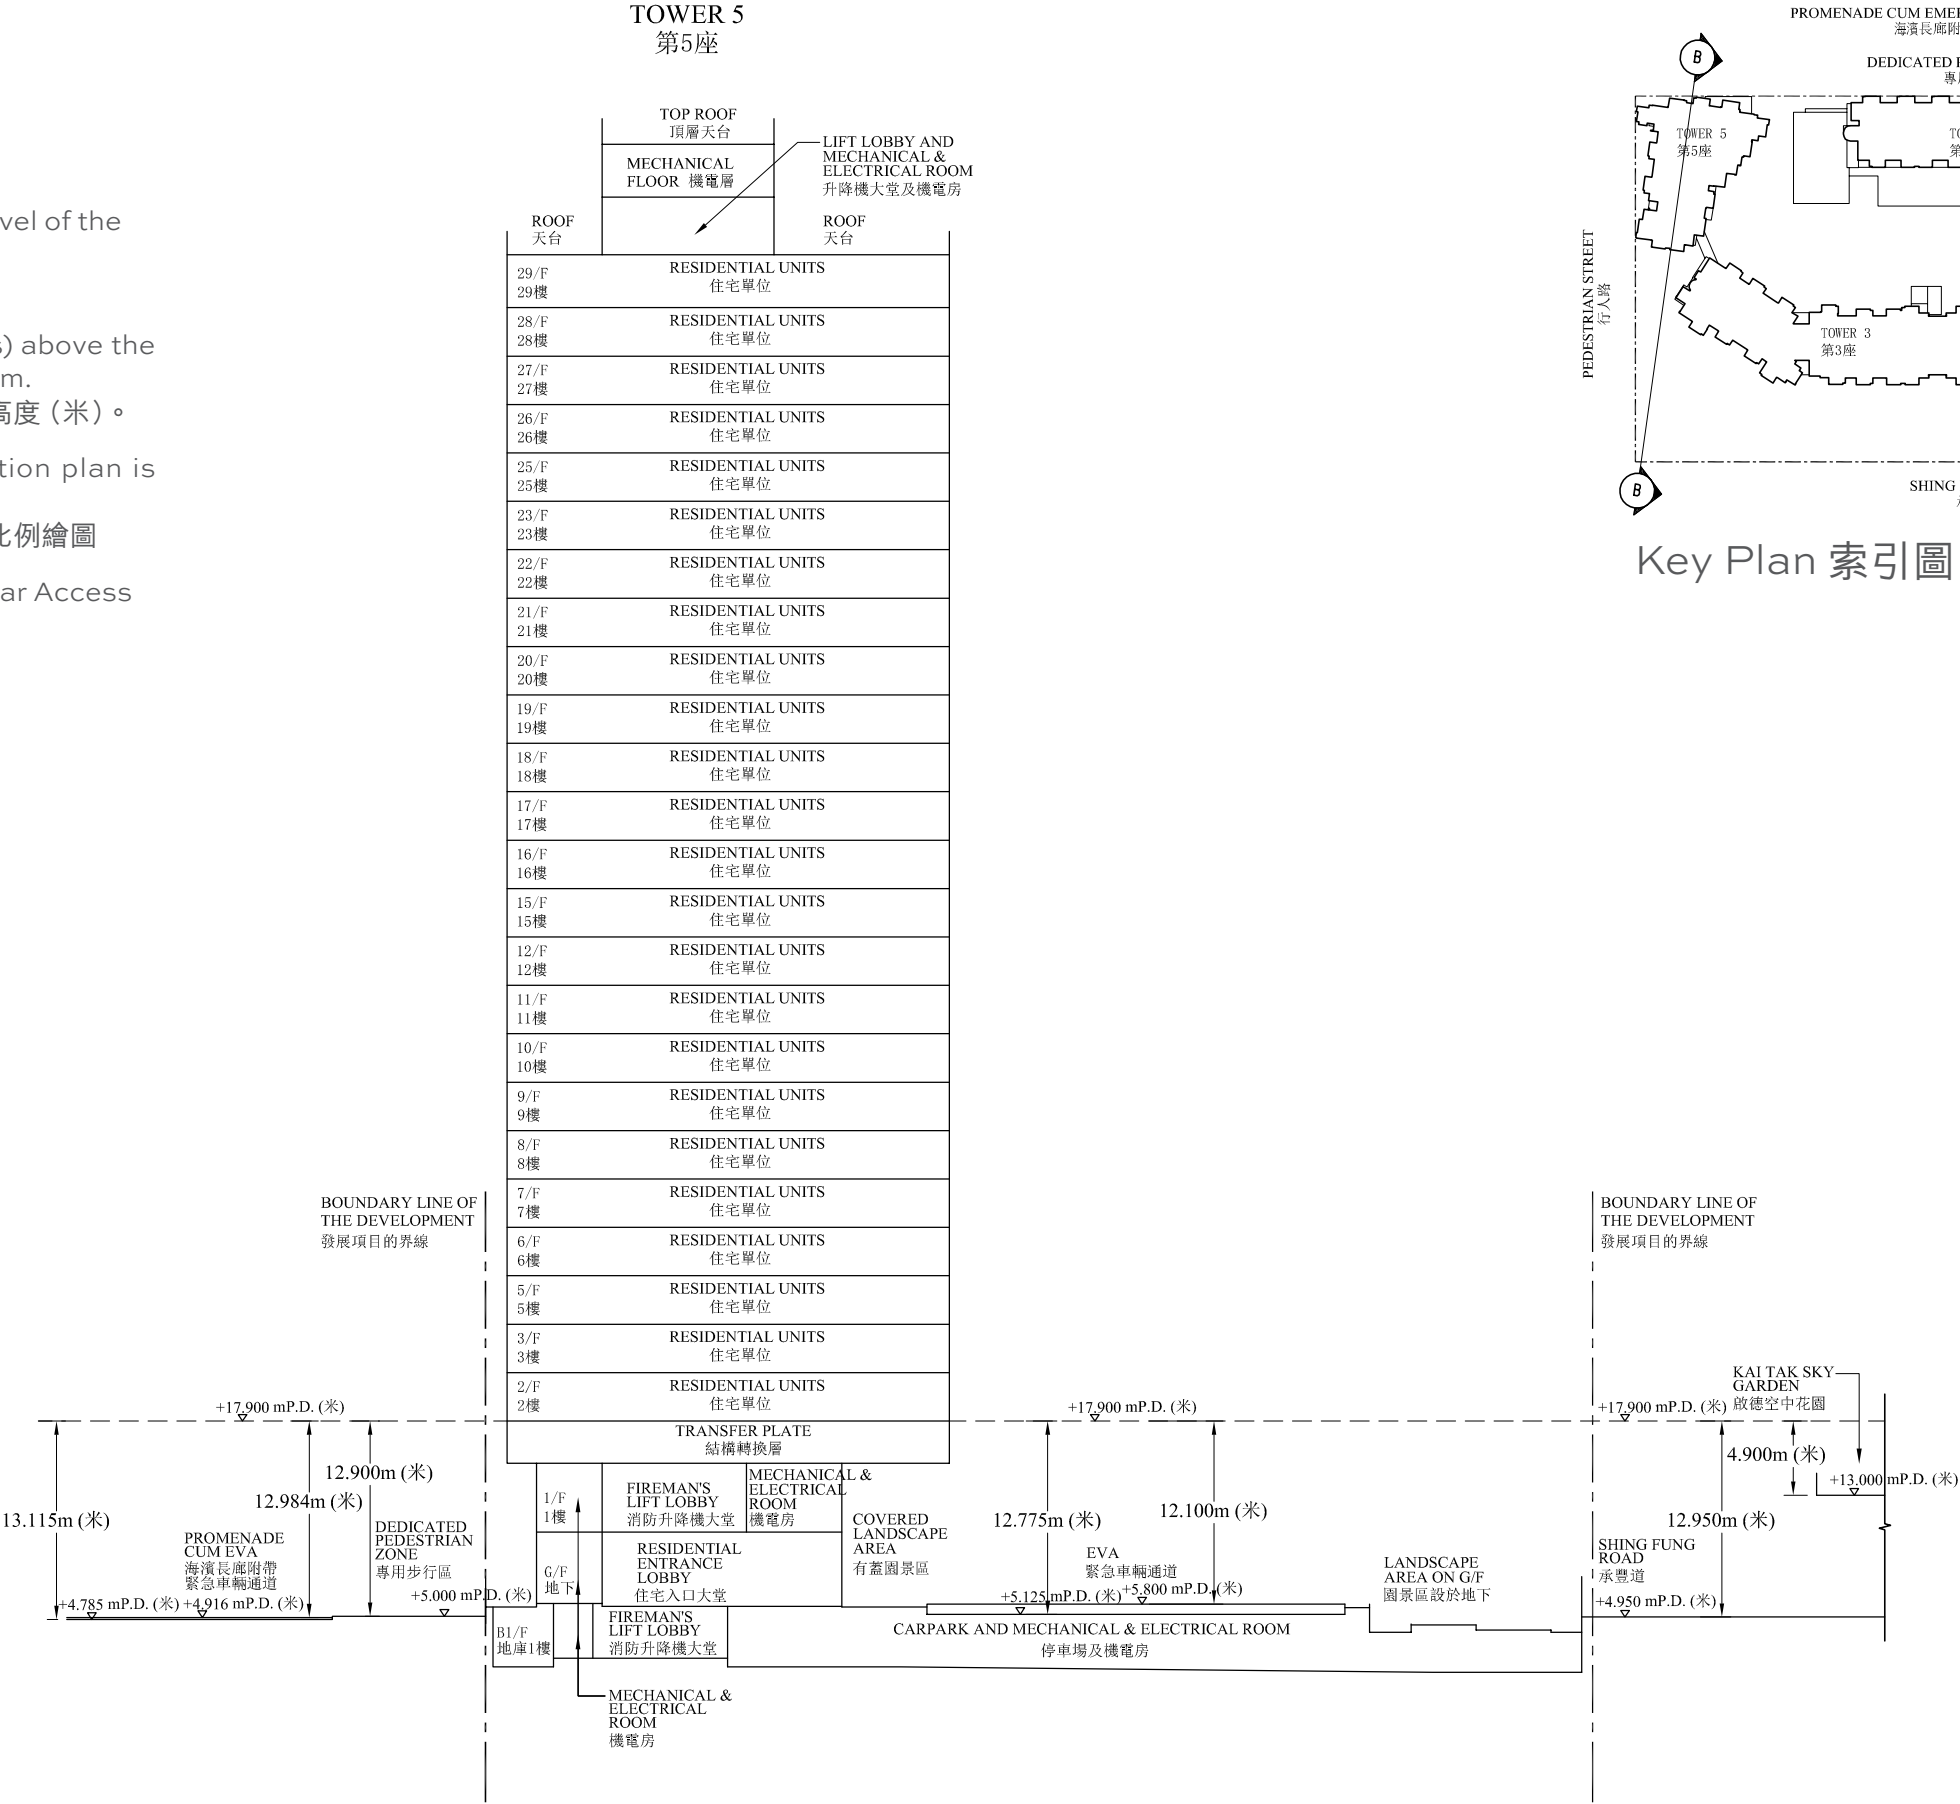 TOWER 5
第5座
TOP ROOF
頂層天台
MECHANICAL
FLOOR 機電層
LIFT LOBBY AND
MECHANICAL &
ELECTRICAL ROOM
升降機大堂及機電房
ROOF
天台
ROOF
天台
29/F
29樓
RESIDENTIAL UNITS
住宅單位
28/F
28樓
RESIDENTIAL UNITS
住宅單位
27/F
27樓
RESIDENTIAL UNITS
住宅單位
26/F
26樓
RESIDENTIAL UNITS
住宅單位
25/F
25樓
RESIDENTIAL UNITS
住宅單位
23/F
23樓
RESIDENTIAL UNITS
住宅單位
22/F
22樓
RESIDENTIAL UNITS
住宅單位
21/F
21樓
RESIDENTIAL UNITS
住宅單位
20/F
20樓
RESIDENTIAL UNITS
住宅單位
19/F
19樓
RESIDENTIAL UNITS
住宅單位
18/F
18樓
RESIDENTIAL UNITS
住宅單位
17/F
17樓
RESIDENTIAL UNITS
住宅單位
16/F
16樓
RESIDENTIAL UNITS
住宅單位
15/F
15樓
RESIDENTIAL UNITS
住宅單位
12/F
12樓
RESIDENTIAL UNITS
住宅單位
11/F
11樓
RESIDENTIAL UNITS
住宅單位
10/F
10樓
RESIDENTIAL UNITS
住宅單位
9/F
9樓
RESIDENTIAL UNITS
住宅單位
8/F
8樓
RESIDENTIAL UNITS
住宅單位
7/F
7樓
RESIDENTIAL UNITS
住宅單位
6/F
6樓
RESIDENTIAL UNITS
住宅單位
5/F
5樓
RESIDENTIAL UNITS
住宅單位
3/F
3樓
RESIDENTIAL UNITS
住宅單位
2/F
2樓
RESIDENTIAL UNITS
住宅單位
TRANSFER PLATE
結構轉換層
1/F
1樓
FIREMAN'S
LIFT LOBBY
消防升降機大堂
MECHANICAL &
ELECTRICAL
ROOM
機電房
G/F
地下
RESIDENTIAL
ENTRANCE
LOBBY
住宅入口大堂
COVERED
LANDSCAPE
AREA
有蓋園景區
B1/F
地庫1樓
FIREMAN'S
LIFT LOBBY
消防升降機大堂
CARPARK AND MECHANICAL & ELECTRICAL ROOM
停車場及機電房
MECHANICAL &
ELECTRICAL
ROOM
機電房
BOUNDARY LINE OF
THE DEVELOPMENT
發展項目的界線
+17.900 mP.D. (米)
13.115m (米)
12.984m (米)
12.900m (米)
PROMENADE
CUM EVA
海濱長廊附帶
緊急車輛通道
DEDICATED
PEDESTRIAN
ZONE
專用步行區
+4.785 mP.D. (米)
+4.916 mP.D. (米)
+5.000 mP.D. (米)
+17.900 mP.D. (米)
12.775m (米)
12.100m (米)
EVA
緊急車輛通道
+5.125 mP.D. (米)
+5.800 mP.D. (米)
LANDSCAPE
AREA ON G/F
園景區設於地下
BOUNDARY LINE OF
THE DEVELOPMENT
發展項目的界線
KAI TAK SKY
GARDEN
啟德空中花園
+17.900 mP.D. (米)
4.900m (米)
+13.000 mP.D. (米)
12.950m (米)
SHING FUNG
ROAD
承豐道
+4.950 mP.D. (米)
vel of the
) above the
m.
高度（米）。
tion plan is
比例繪圖
ar Access
PROMENADE CUM EME
海濱長廊附
DEDICATED
專
B
TOWER 5
第5座
TO
第
PEDESTRIAN STREET
行人路
TOWER 3
第3座
B
SHING
Key Plan 索引圖